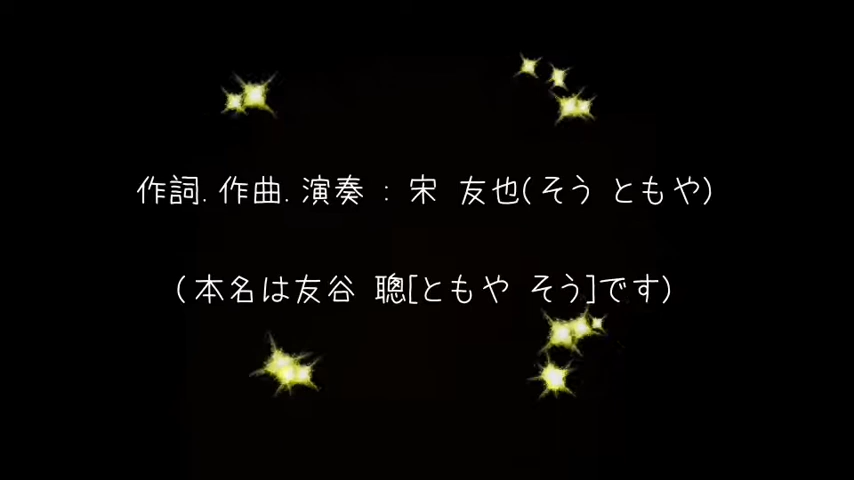 作詞.作曲.演奏 : 宋 友也(そう ともや)
(本名は友谷 聰[ともや そう]です)